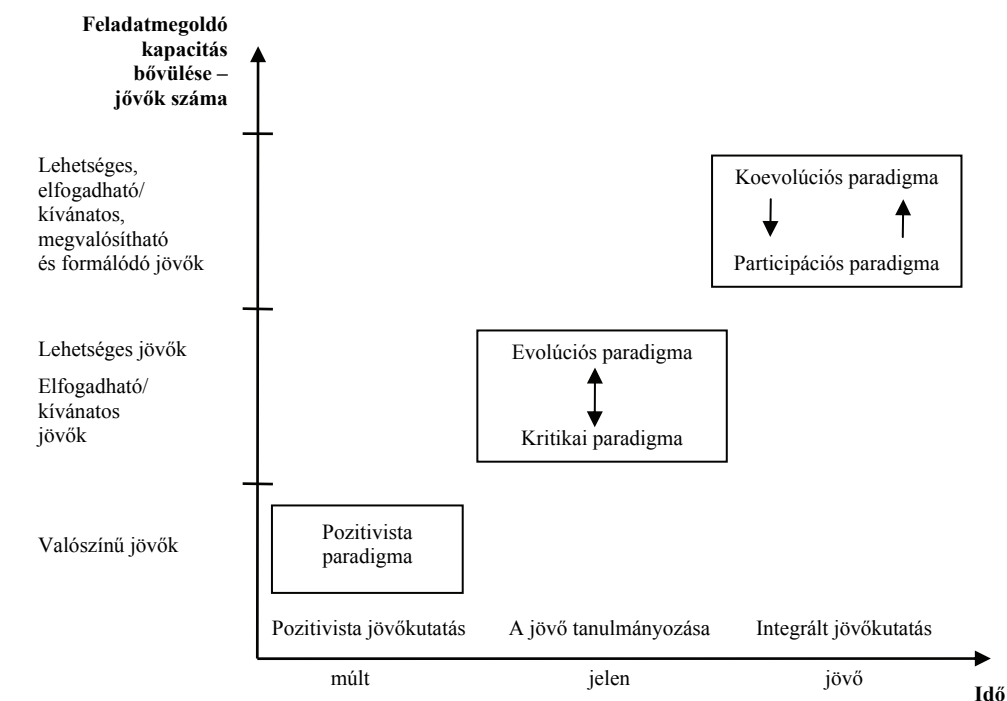 Feladatmegoldó
kapacitás
bővülése –
jővők száma
Lehetséges,
elfogadható/
kívánatos,
megvalósítható
és formálódó jövők
Koevolúciós paradigma
Participációs paradigma
Lehetséges jövők
Elfogadható/
kívánatos
jövők
Evolúciós paradigma
Kritikai paradigma
Valószínű jövők
Pozitivista
paradigma
Pozitivista jövőkutatás
A jövő tanulmányozása
Integrált jövőkutatás
múlt
jelen
jövő
Idő